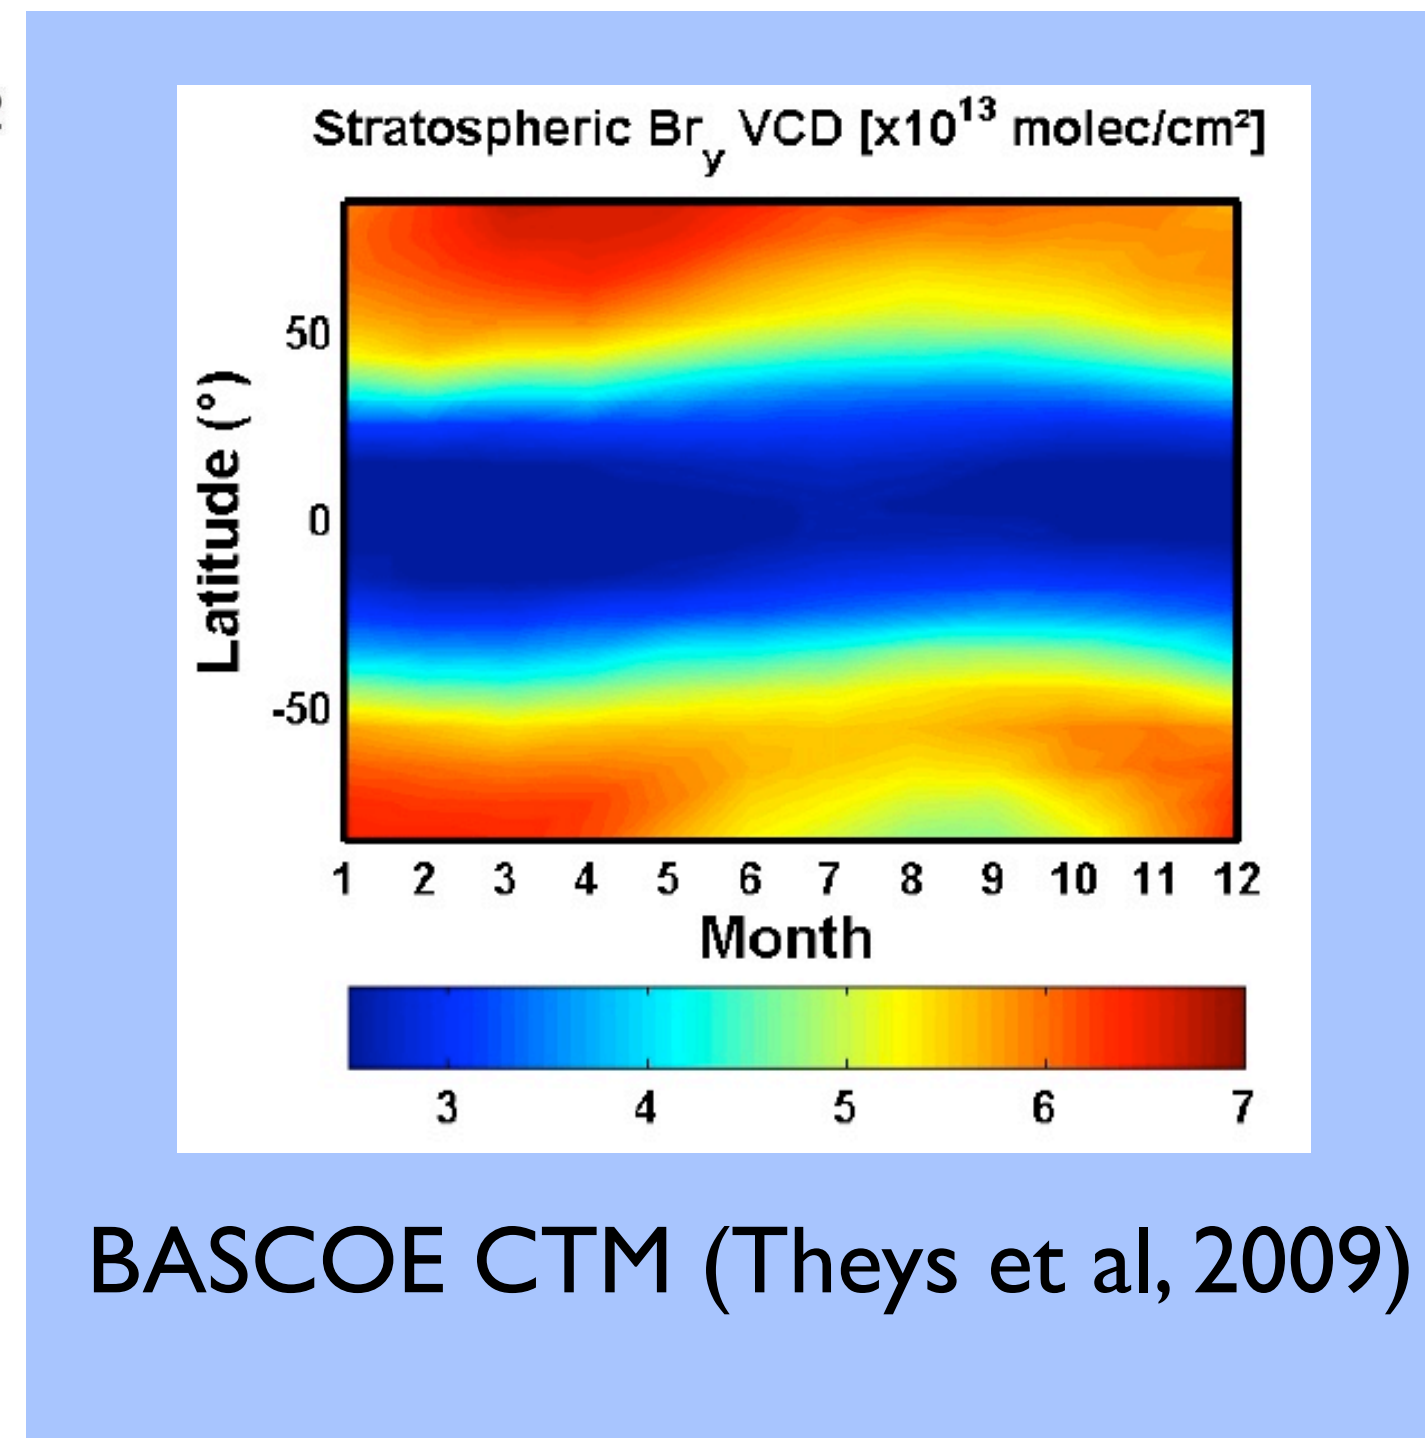 Stratospheric Br_y VCD [x10^13 molec/cm²]
Latitude (°)
50
0
-50
1 2 3 4 5 6 7 8 9 10 11 12
Month
3 4 5 6 7
BASCOE CTM (Theys et al, 2009)